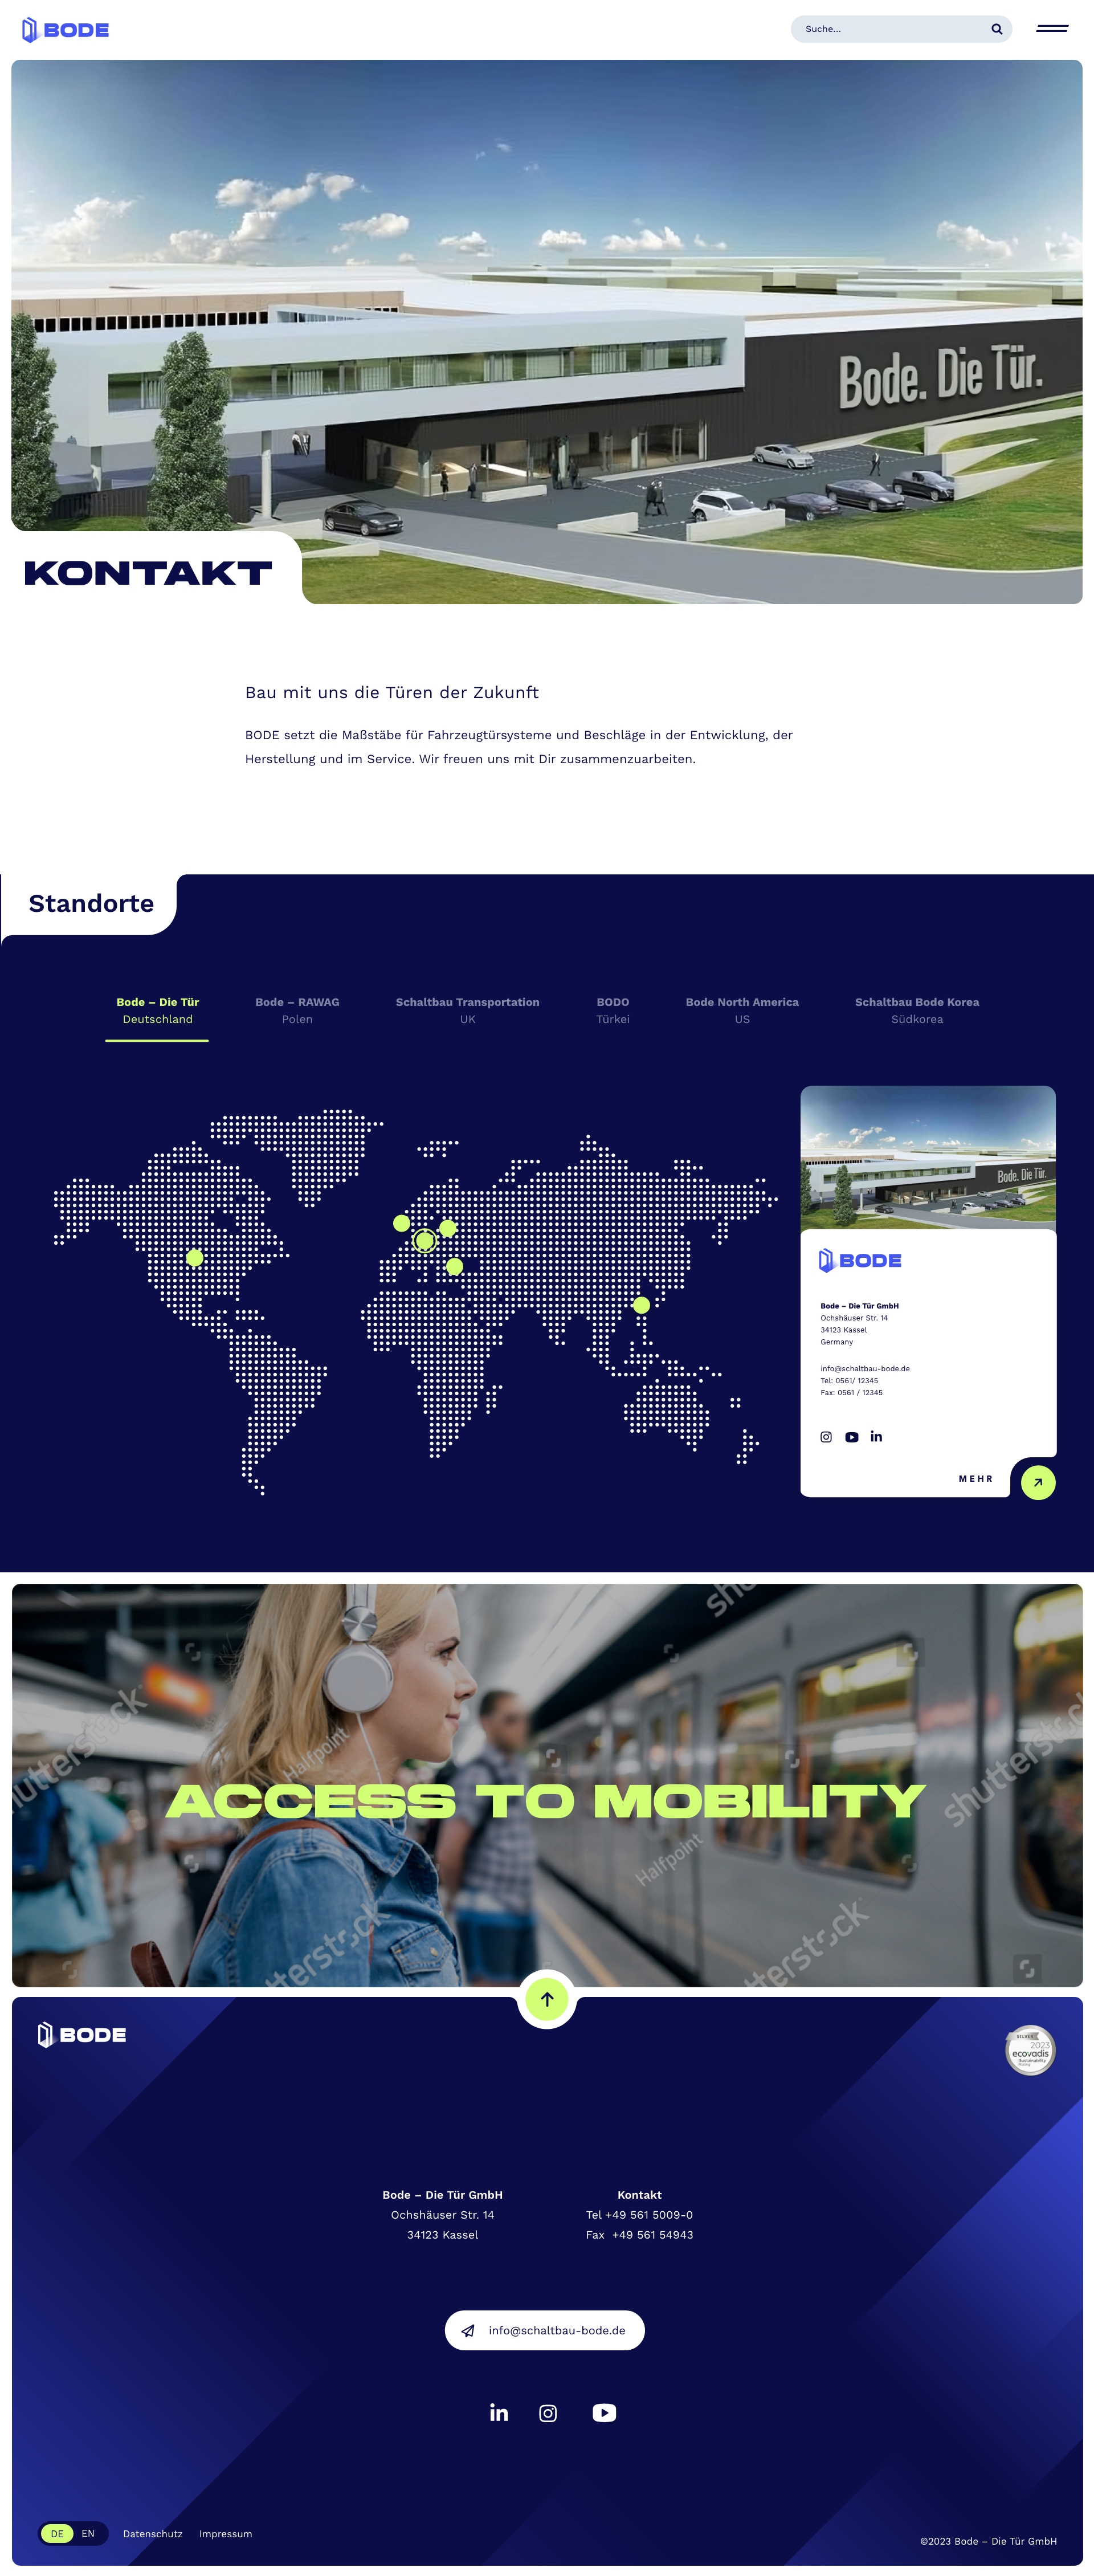 BODE
Suche...
Bode. Die Tür.
KONTAKT
Bau mit uns die Türen der Zukunft
BODE setzt die Maßstäbe für Fahrzeugtürsysteme und Beschläge in der Entwicklung, der
Herstellung und im Service. Wir freuen uns mit Dir zusammenzuarbeiten.
Standorte
Bode – Die Tür
Deutschland
Bode – RAWAG
Polen
Schaltbau Transportation
UK
BODO
Türkei
Bode North America
US
Schaltbau Bode Korea
Südkorea
Bode. Die Tür.
BODE
Bode – Die Tür GmbH
Ochshäuser Str. 14
34123 Kassel
Germany
info@schaltbau-bode.de
Tel: 0561/ 12345
Fax: 0561 / 12345
MEHR
shutterstock
Halfpoint
shutterstock
ACCESS TO MOBILITY
Halfpoint
BODE
SILVER
2023
ecovadis
Sustainability
Rating
Bode – Die Tür GmbH
Ochshäuser Str. 14
34123 Kassel
Kontakt
Tel +49 561 5009-0
Fax +49 561 54943
info@schaltbau-bode.de
DE EN Datenschutz Impressum
©2023 Bode – Die Tür GmbH